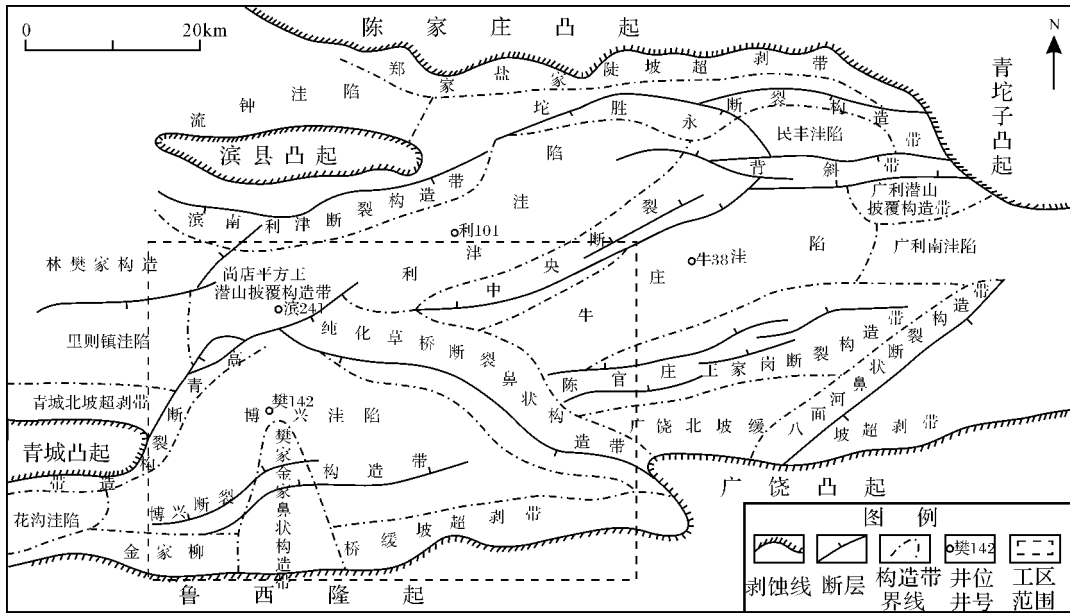 0 20km
陈家庄凸起
N
青坨子凸起
郑家盐家陡坡超剥带
流钟洼陷
滨县凸起
坨胜永断裂构造带
民丰洼陷
背斜带
广利潜山
披覆构造带
广利南洼陷
滨南利津断裂构造带
利101
利津洼陷
中央断裂
牛38
牛庄洼陷
林樊家构造
尚店平方王
潜山披覆构造带
滨241
里则镇洼陷
纯化草桥断裂鼻状构造带
青城北坡超剥带
青城凸起
高青断裂构造带
樊142
博兴洼陷
樊家金家鼻状构造带
博兴断裂构造带
花沟洼陷
金家柳桥缓坡超剥带
鲁西隆起
陈官庄王家岗断裂构造带
八面河鼻状断裂构造带
广饶北坡缓坡超剥带
广饶凸起
图例
剥蚀线
断层
构造带
界线
樊142
井位
井号
工区
范围